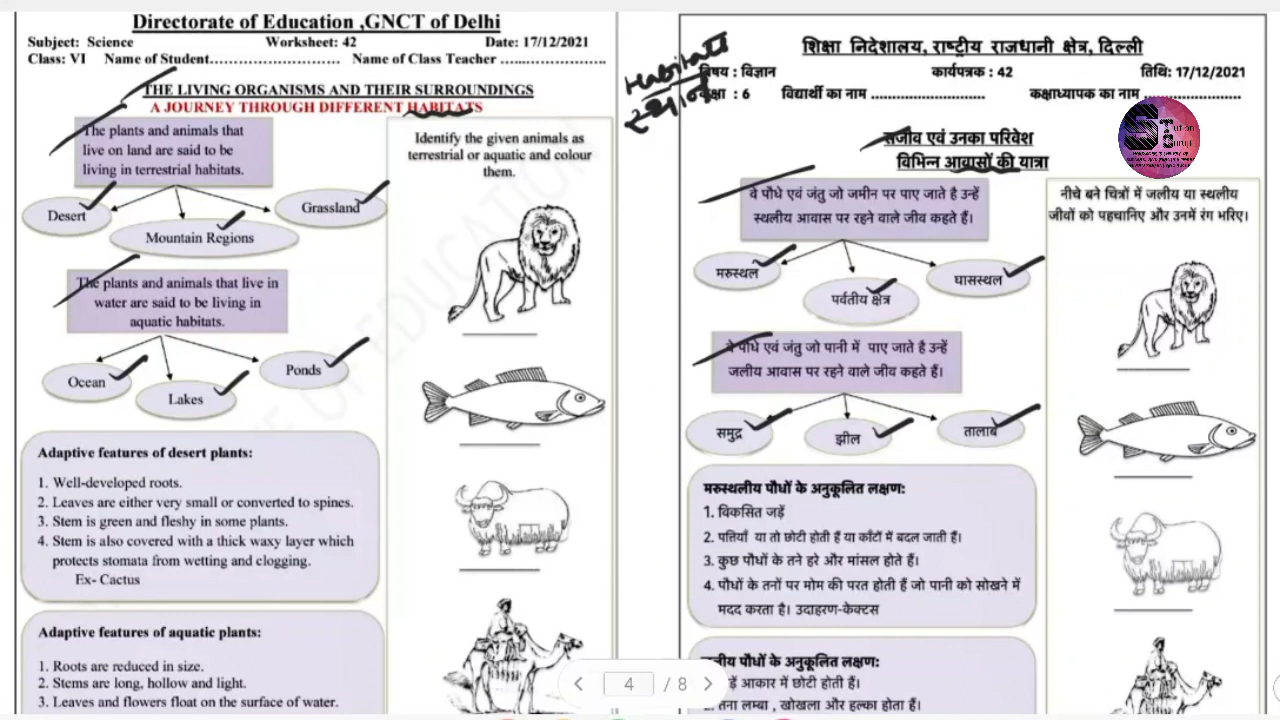 Directorate of Education ,GNCT of Delhi
Subject: Science Worksheet: 42 Date: 17/12/2021
Class: VI Name of Student………………………… Name of Class Teacher …………………….
THE LIVING ORGANISMS AND THEIR SURROUNDINGS
A JOURNEY THROUGH DIFFERENT HABITATS
The plants and animals that
live on land are said to be
living in terrestrial habitats.
Desert
Mountain Regions
Grassland
The plants and animals that live in
water are said to be living in
aquatic habitats.
Ocean
Lakes
Ponds
Adaptive features of desert plants:
1. Well-developed roots.
2. Leaves are either very small or converted to spines.
3. Stem is green and fleshy in some plants.
4. Stem is also covered with a thick waxy layer which
protects stomata from wetting and clogging.
Ex- Cactus
Adaptive features of aquatic plants:
1. Roots are reduced in size.
2. Stems are long, hollow and light.
3. Leaves and flowers float on the surface of water.
Identify the given animals as
terrestrial or aquatic and colour
them.
Habitats
स्थान
शिक्षा निदेशालय, राष्ट्रीय राजधानी क्षेत्र, दिल्ली
विषय : विज्ञान कार्यपत्रक : 42 तिथि: 17/12/2021
कक्षा : 6 विद्यार्थी का नाम ............................ कक्षाध्यापक का नाम ........................
सजीव एवं उनका परिवेश
विभिन्न आवासों की यात्रा
वे पौधे एवं जंतु जो जमीन पर पाए जाते है उन्हें
स्थलीय आवास पर रहने वाले जीव कहते हैं।
मरुस्थल
पर्वतीय क्षेत्र
घासस्थल
वे पौधे एवं जंतु जो पानी में पाए जाते है उन्हें
जलीय आवास पर रहने वाले जीव कहते हैं।
समुद्र
झील
तालाब
मरुस्थलीय पौधों के अनुकूलित लक्षण:
1. विकसित जड़ें
2. पत्तियाँ या तो छोटी होती हैं या काँटों में बदल जाती हैं।
3. कुछ पौधों के तने हरे और मांसल होते हैं।
4. पौधों के तनों पर मोम की परत होती हैं जो पानी को सोखने में
मदद करता है। उदाहरण-केक्टस
पौधों के अनुकूलित लक्षण:
आकार में छोटी होती हैं।
तना लम्बा , खोखला और हल्का होता हैं।
नीचे बने चित्रों में जलीय या स्थलीय
जीवों को पहचानिए और उनमें रंग भरिए।
4 / 8